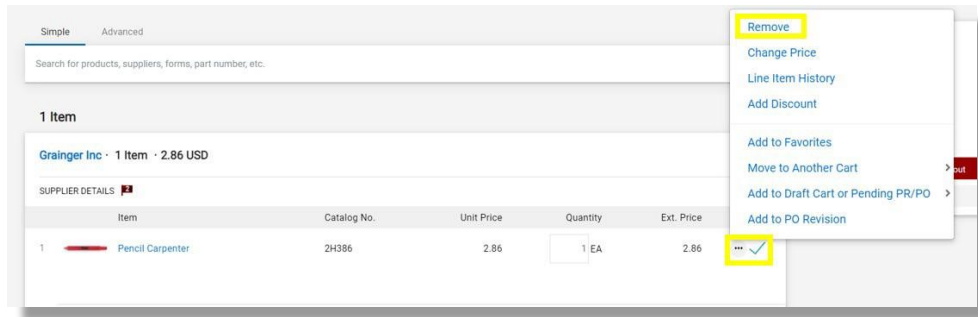 Simple Advanced
Search for products, suppliers, forms, part number, etc.
1 Item
Grainger Inc · 1 Item · 2.86 USD
SUPPLIER DETAILS 2
Item Catalog No. Unit Price Quantity Ext. Price
1 Pencil Carpenter 2H386 2.86 1 EA 2.86 ...
Remove
Change Price
Line Item History
Add Discount
Add to Favorites
Move to Another Cart
Add to Draft Cart or Pending PR/PO
Add to PO Revision
out